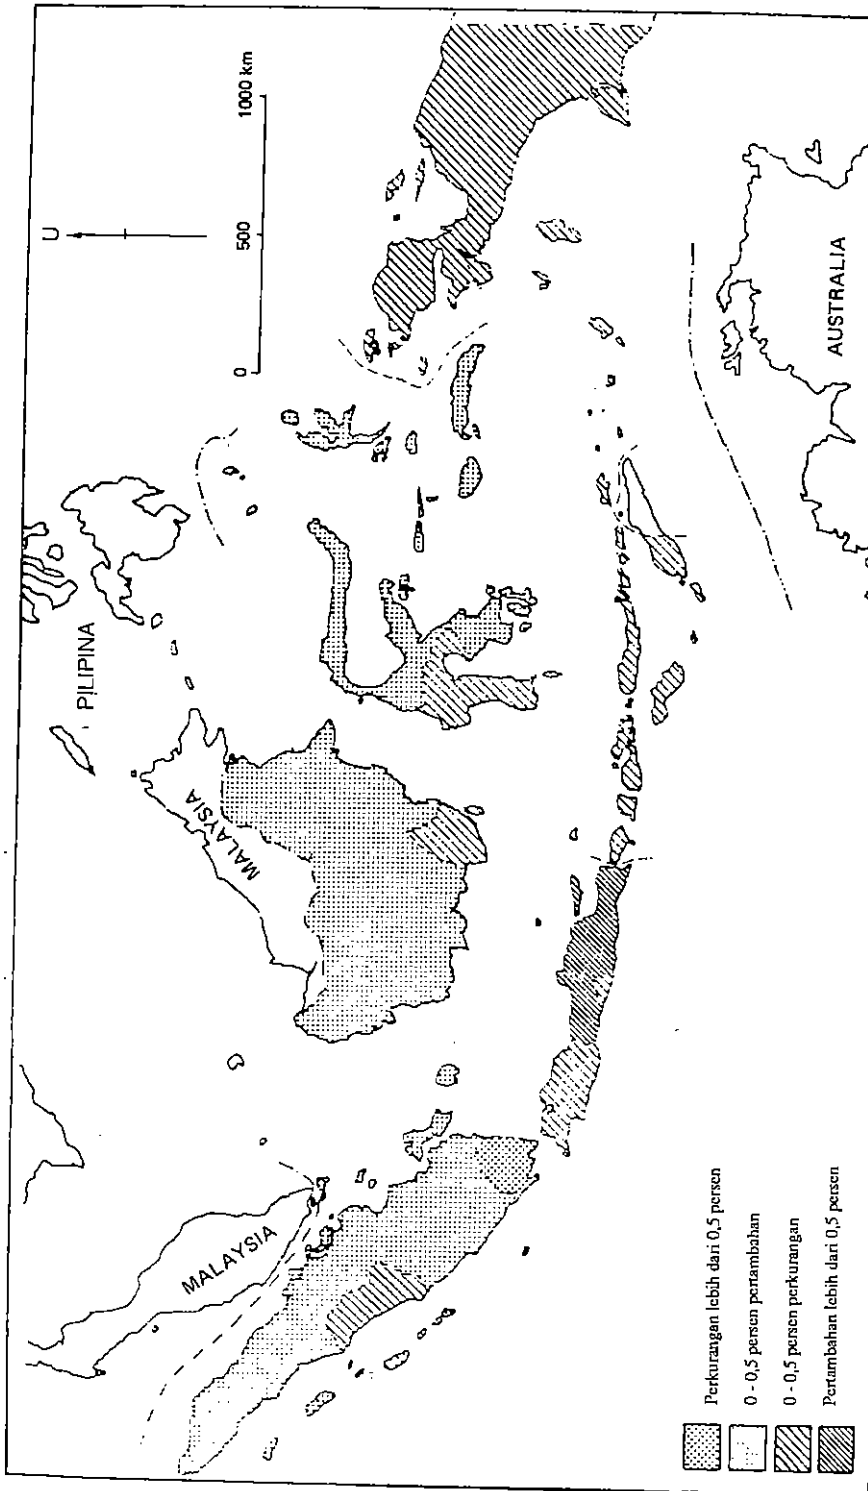 PILIPINA
U
0
500
1000 km
MALAYSIA
MALAYSIA
AUSTRALIA
Perkurangan lebih dari 0,5 persen
0 - 0,5 persen pertambahan
0 - 0,5 persen perkurangan
Pertambahan lebih dari 0,5 persen